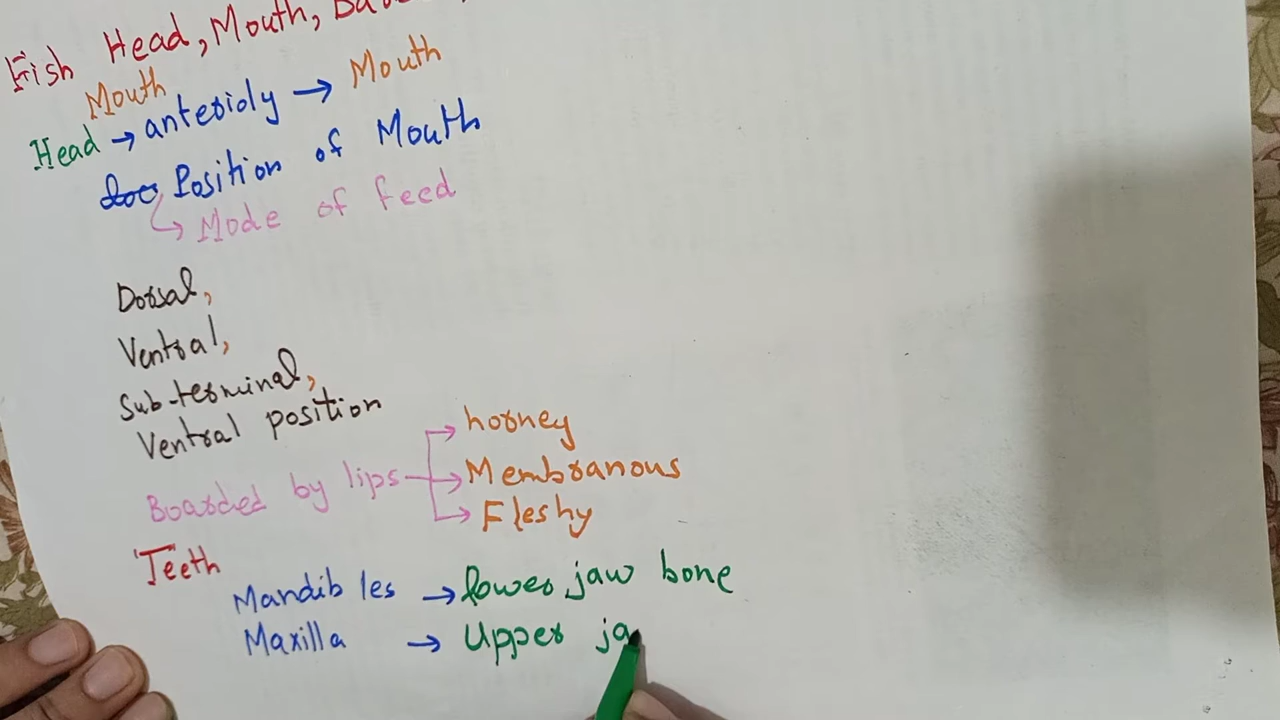 Fish Head, Mouth,
Mouth
Head → anterioly → Mouth
Position of Mouth
↳ Mode of feed
Dorsal,
Ventral,
Sub-terminal,
Ventral position
Boarded by lips → horney
→ Membranous
→ Fleshy
Teeth
Mandibles → lower jaw bone
Maxilla → Upper ja